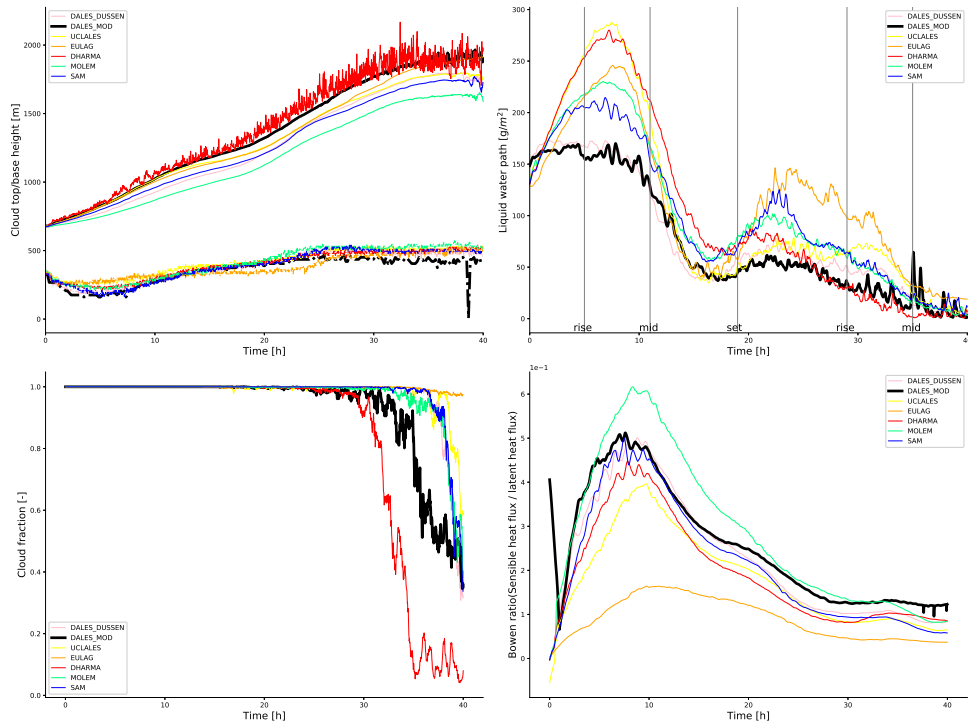 DALES_DUSSEN
DALES_MOD
UCLALES
EULAG
DHARMA
MOLEM
SAM
Cloud top/base height [m]
2000
1500
1000
500
0
0
10
20
30
40
Time [h]
DALES_DUSSEN
DALES_MOD
UCLALES
EULAG
DHARMA
MOLEM
SAM
Liquid water path [g/m²]
300
250
200
150
100
50
0
rise
mid
set
rise
mid
0
10
20
30
40
Time [h]
Cloud fraction [-]
1.0
0.8
0.6
0.4
0.2
0.0
DALES_DUSSEN
DALES_MOD
UCLALES
EULAG
DHARMA
MOLEM
SAM
0
10
20
30
40
Time [h]
1e−1
DALES_DUSSEN
DALES_MOD
UCLALES
EULAG
DHARMA
MOLEM
SAM
Bowen ratio(Sensible heat flux / latent heat flux)
6
5
4
3
2
1
0
0
10
20
30
40
Time [h]